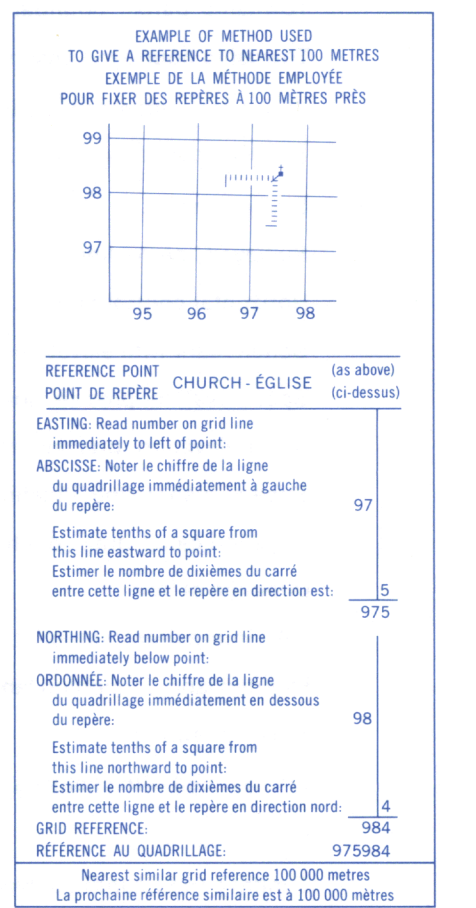 EXAMPLE OF METHOD USED
TO GIVE A REFERENCE TO NEAREST 100 METRES
EXEMPLE DE LA MÉTHODE EMPLOYÉE
POUR FIXER DES REPÈRES À 100 MÈTRES PRÈS
99
98
97
95 96 97 98
REFERENCE POINT
POINT DE REPÈRE
CHURCH - ÉGLISE
(as above)
(ci-dessus)
EASTING: Read number on grid line
immediately to left of point:
ABSCISSE: Noter le chiffre de la ligne
du quadrillage immédiatement à gauche
du repère: 97
Estimate tenths of a square from
this line eastward to point:
Estimer le nombre de dixièmes du carré
entre cette ligne et le repère en direction est: 5
975
NORTHING: Read number on grid line
immediately below point:
ORDONNÉE: Noter le chiffre de la ligne
du quadrillage immédiatement en dessous
du repère: 98
Estimate tenths of a square from
this line northward to point:
Estimer le nombre de dixièmes du carré
entre cette ligne et le repère en direction nord: 4
GRID REFERENCE: 984
RÉFÉRENCE AU QUADRILLAGE: 975984
Nearest similar grid reference 100 000 metres
La prochaine référence similaire est à 100 000 mètres